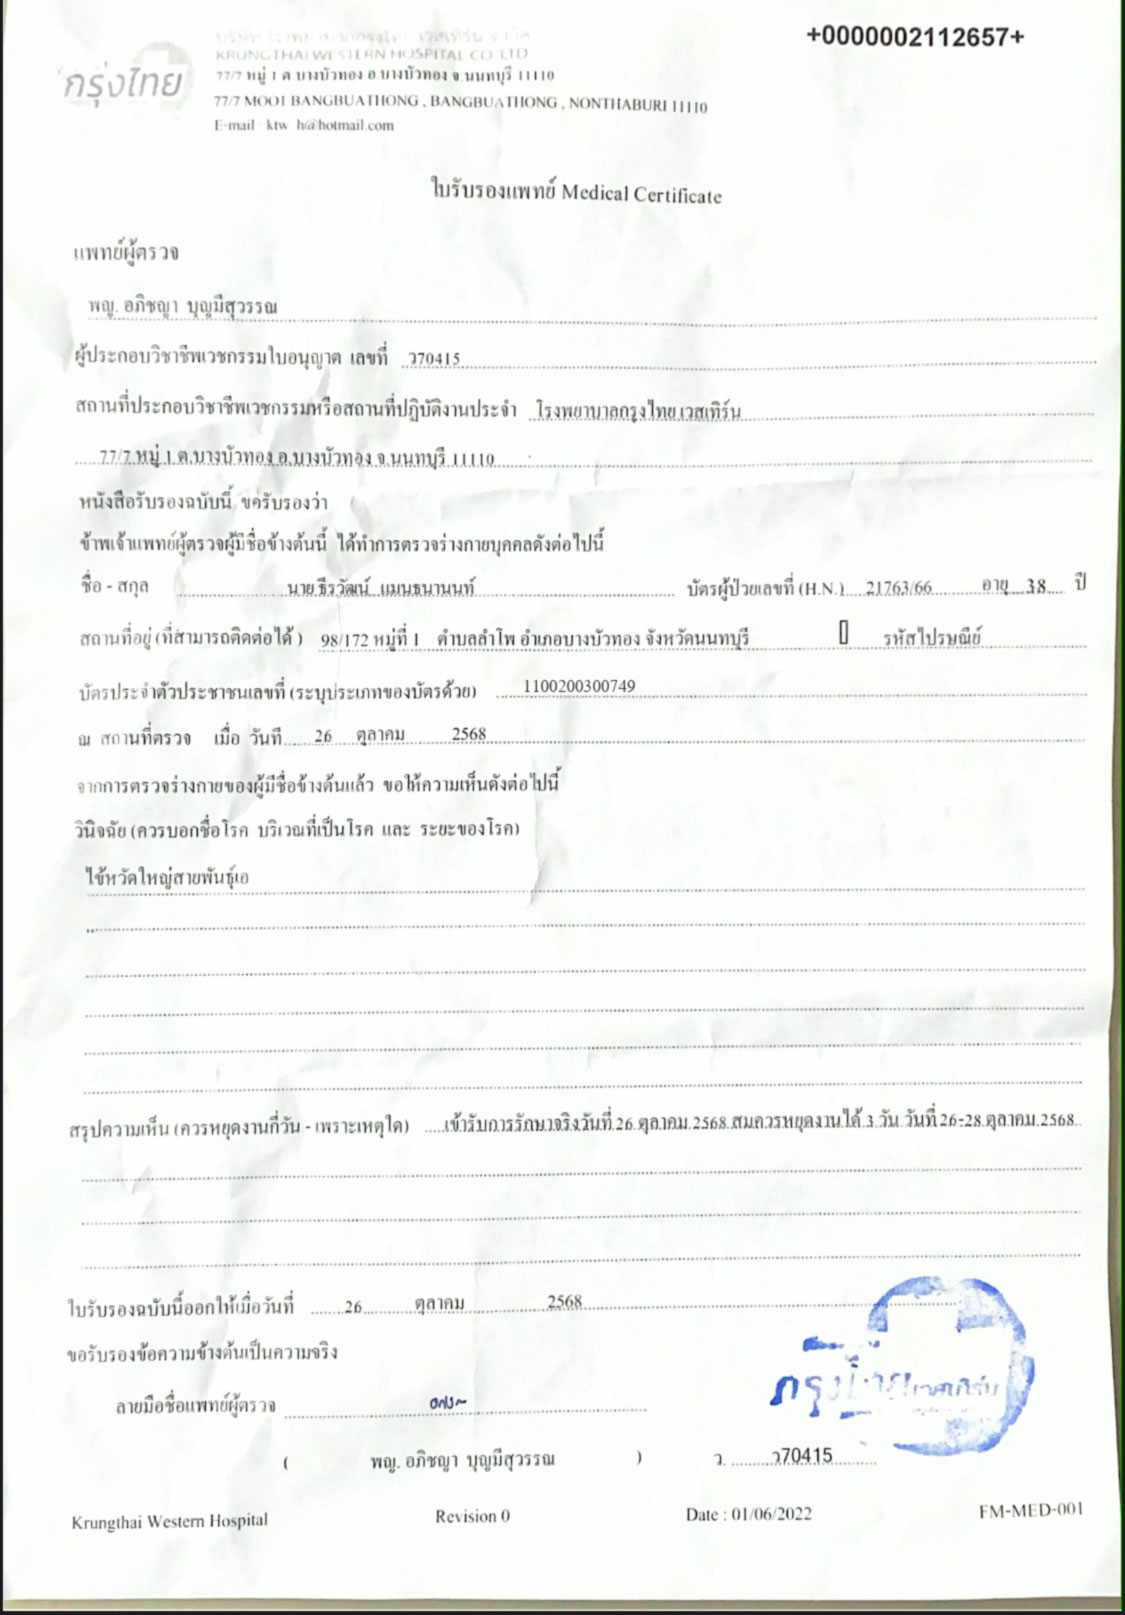 +0000002112657+
กรุงไทย
บริษัท โรงพยาบาลกรุงไทย เวสเทิร์น จำกัด
KRUNGTHAI WESTERN HOSPITAL CO LTD
77/7 หมู่ 1 ต บางบัวทอง อ บางบัวทอง จ นนทบุรี 11110
77/7 MOO1 BANGBUATHONG , BANGBUATHONG , NONTHABURI 11110
E-mail : ktw h@hotmail.com
ใบรับรองแพทย์ Medical Certificate
แพทย์ผู้ตรวจ
พญ. อภิชญา บุญมีสุวรรณ
ผู้ประกอบวิชาชีพเวชกรรมใบอนุญาต เลขที่ ว70415
สถานที่ประกอบวิชาชีพเวชกรรมหรือสถานที่ปฏิบัติงานประจำ โรงพยาบาลกรุงไทย เวสเทิร์น
77/7 หมู่ 1 ต.บางบัวทอง อ.บางบัวทอง จ.นนทบุรี 11110
หนังสือรับรองฉบับนี้ ขอรับรองว่า
ข้าพเจ้าแพทย์ผู้ตรวจผู้มีชื่อข้างต้นนี้ ได้ทำการตรวจร่างกายบุคคลดังต่อไปนี้
ชื่อ - สกุล นาย ธีรวัฒน์ แมนธนานนท์ บัตรผู้ป่วยเลขที่ (H.N.) 21763/66 อายุ 38 ปี
สถานที่อยู่ (ที่สามารถติดต่อได้ ) 98/172 หมู่ที่ 1 ตำบลลำโพ อำเภอบางบัวทอง จังหวัดนนทบุรี รหัสไปรษณีย์
บัตรประจำตัวประชาชนเลขที่ (ระบุประเภทของบัตรด้วย) 1100200300749
ณ สถานที่ตรวจ เมื่อ วันที่ 26 ตุลาคม 2568
จากการตรวจร่างกายของผู้มีชื่อข้างต้นแล้ว ขอให้ความเห็นดังต่อไปนี้
วินิจฉัย (ควรบอกชื่อโรค บริเวณที่เป็นโรค และ ระยะของโรค)
ไข้หวัดใหญ่สายพันธุ์เอ
สรุปความเห็น (ควรหยุดงานกี่วัน - เพราะเหตุใด) เข้ารับการรักษาจริงวันที่ 26 ตุลาคม 2568 สมควรหยุดงานได้ 3 วัน วันที่ 26-28 ตุลาคม 2568
ใบรับรองฉบับนี้ออกให้เมื่อวันที่ 26 ตุลาคม 2568
ขอรับรองข้อความข้างต้นเป็นความจริง
กรุงไทย เวสเทิร์น
ลายมือชื่อแพทย์ผู้ตรวจ
( พญ. อภิชญา บุญมีสุวรรณ ) ว. ว70415
Krungthai Western Hospital Revision 0 Date : 01/06/2022 FM-MED-001